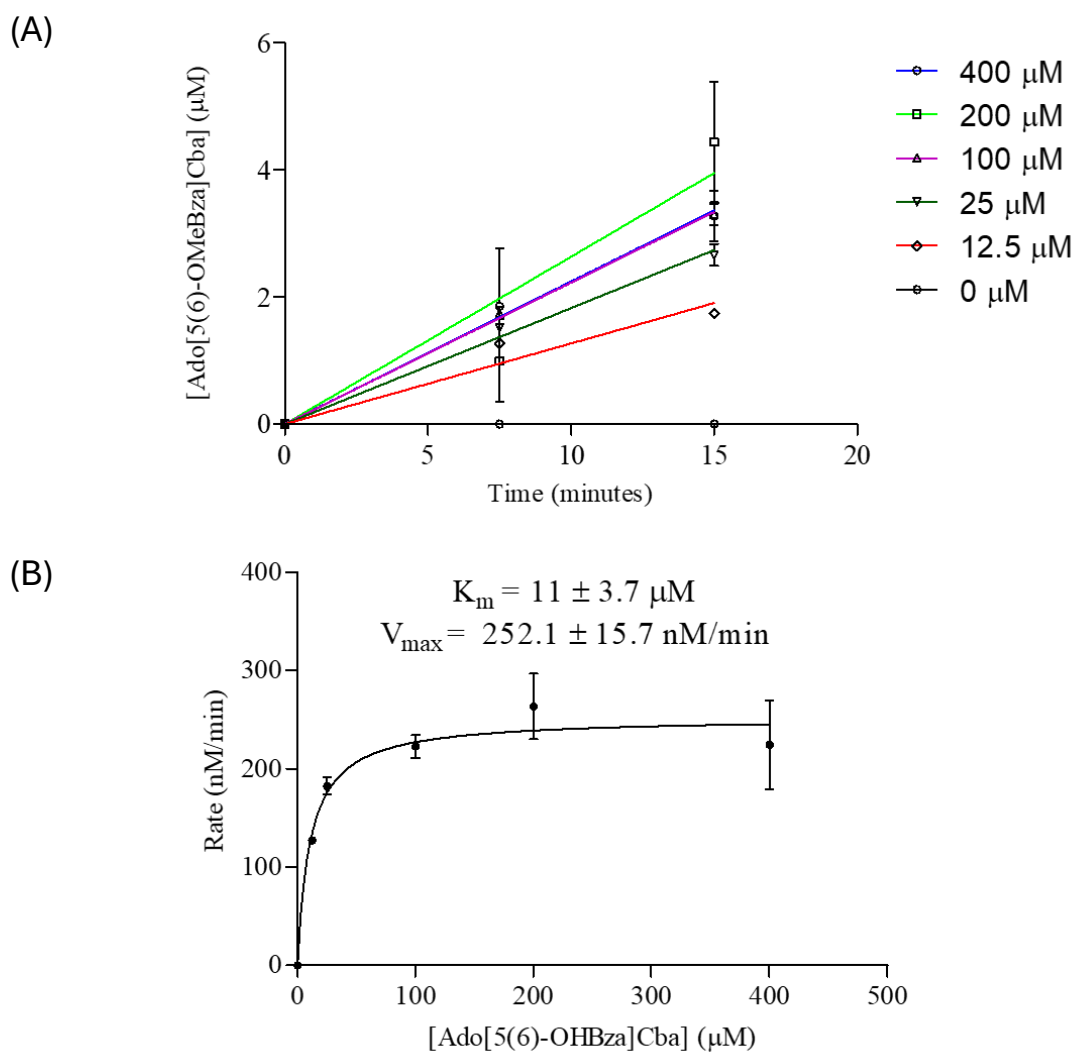 (A)
[Ado[5(6)-OMeBza]Cba] (μM)
6
4
2
0
0 5 10 15 20
Time (minutes)
400 μM
200 μM
100 μM
25 μM
12.5 μM
0 μM
(B)
Kₘ = 11 ± 3.7 μM
Vₘₐₓ = 252.1 ± 15.7 nM/min
Rate (nM/min)
400
300
200
100
0
0 100 200 300 400 500
[Ado[5(6)-OHBza]Cba] (μM)